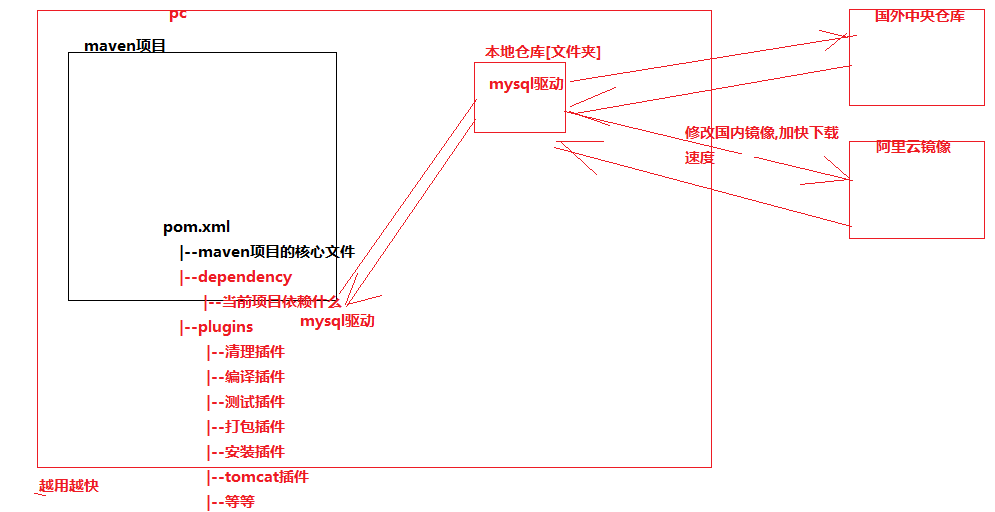 pc
国外中央仓库
maven项目
本地仓库[文件夹]
mysql驱动
修改国内镜像,加快下载
速度
阿里云镜像
pom.xml
|--maven项目的核心文件
|--dependency
|--当前项目依赖什么
mysql驱动
|--plugins
|--清理插件
|--编译插件
|--测试插件
|--打包插件
|--安装插件
|--tomcat插件
|--等等
越用越快